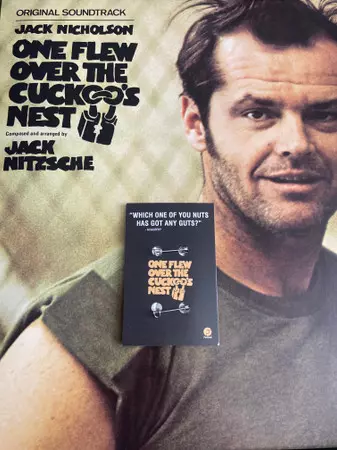 ORIGINAL SOUNDTRACK
JACK NICHOLSON
ONE FLEW
OVER THE
CUCKOO'S
NEST
Composed and arranged by
JACK
NITZSCHE
"WHICH ONE OF YOU NUTS
HAS GOT ANY GUTS?"
ONE FLEW
OVER THE
CUCKOO'S
NEST